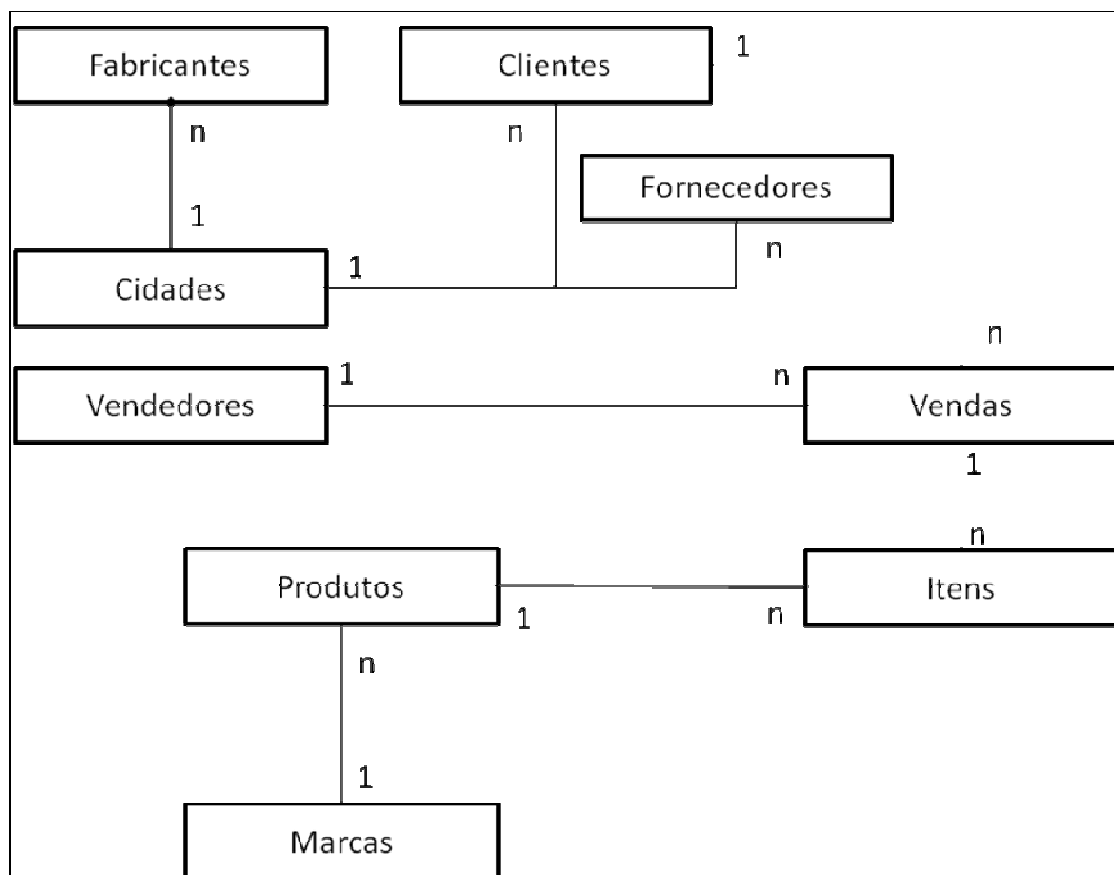 Fabricantes
Clientes
1
n
n
Fornecedores
1
n
Cidades
1
n
Vendedores
1
n
Vendas
1
n
Produtos
1
n
Itens
n
1
Marcas